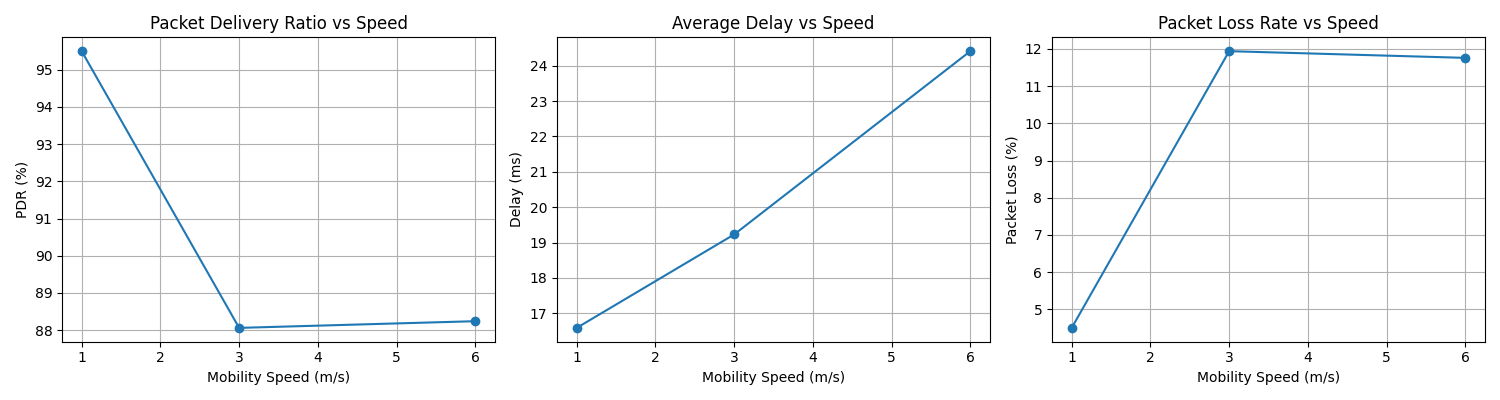 Packet Delivery Ratio vs Speed
PDR (%)
95
94
93
92
91
90
89
88
1 2 3 4 5 6
Mobility Speed (m/s)
Average Delay vs Speed
Delay (ms)
24
23
22
21
20
19
18
17
1 2 3 4 5 6
Mobility Speed (m/s)
Packet Loss Rate vs Speed
Packet Loss (%)
12
11
10
9
8
7
6
5
1 2 3 4 5 6
Mobility Speed (m/s)